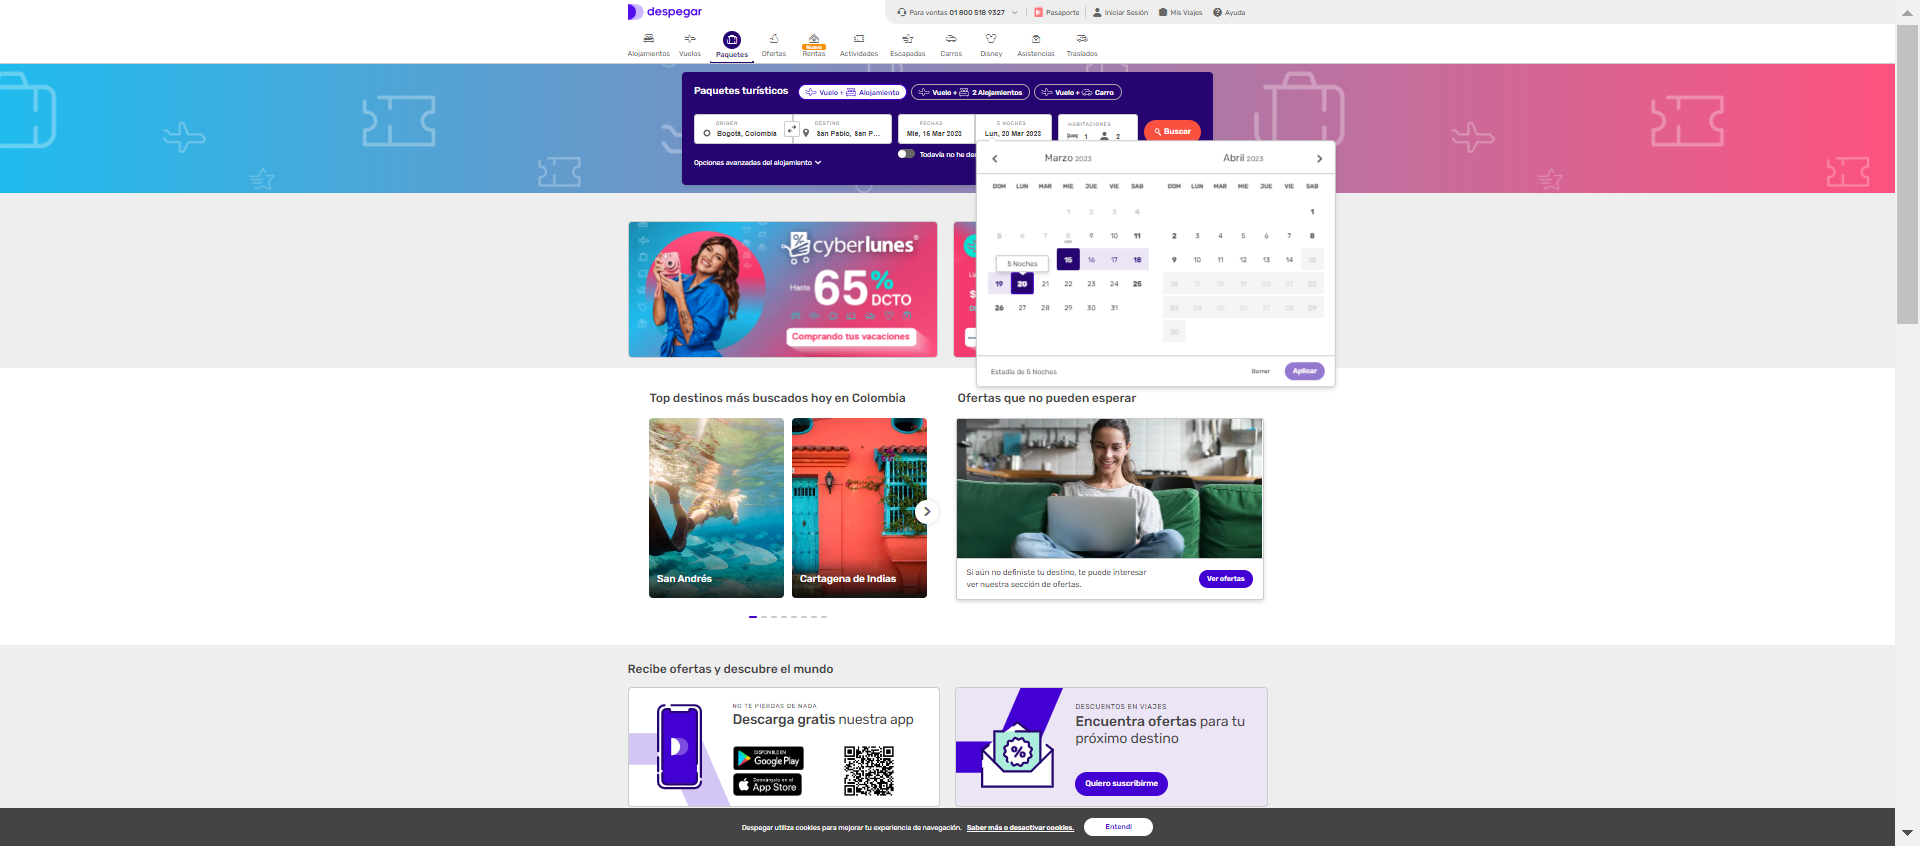 despegar
Para ventas 01 800 518 9327
Pasaporte
Iniciar Sesión
Mis Viajes
Ayuda
Alojamientos
Vuelos
Paquetes
Ofertas
Nuevo
Rentas
Actividades
Escapadas
Carros
Disney
Asistencias
Traslados
Paquetes turísticos
Vuelo + Alojamiento
Vuelo + 2 Alojamientos
Vuelo + Carro
ORIGEN
Bogotá, Colombia
DESTINO
San Pablo, San P...
FECHAS
Mie, 15 Mar 2023
5 NOCHES
Lun, 20 Mar 2023
HABITACIONES
1
2
Buscar
Opciones avanzadas del alojamiento
Todavía no he dec
Marzo 2023
Abril 2023
DOM LUN MAR MIE JUE VIE SAB
1 2 3 4
5 6 7 8 9 10 11
HOY
15 16 17 18
5 Noches
19 20 21 22 23 24 25
26 27 28 29 30 31
DOM LUN MAR MIE JUE VIE SAB
1
2 3 4 5 6 7 8
9 10 11 12 13 14 15
16 17 18 19 20 21 22
23 24 25 26 27 28 29
30
Estadía de 5 Noches
Borrar
Aplicar
cyberlunes®
Hasta 65% DCTO
Comprando tus vacaciones
Top destinos más buscados hoy en Colombia
San Andrés
Cartagena de Indias
Ofertas que no pueden esperar
Si aún no definiste tu destino, te puede interesar
ver nuestra sección de ofertas.
Ver ofertas
Recibe ofertas y descubre el mundo
NO TE PIERDAS DE NADA
Descarga gratis nuestra app
DISPONIBLE EN
Google Play
Descárgalo en el
App Store
DESCUENTOS EN VIAJES
Encuentra ofertas para tu
próximo destino
Quiero suscribirme
Despegar utiliza cookies para mejorar tu experiencia de navegación. Saber más o desactivar cookies.
Entendí